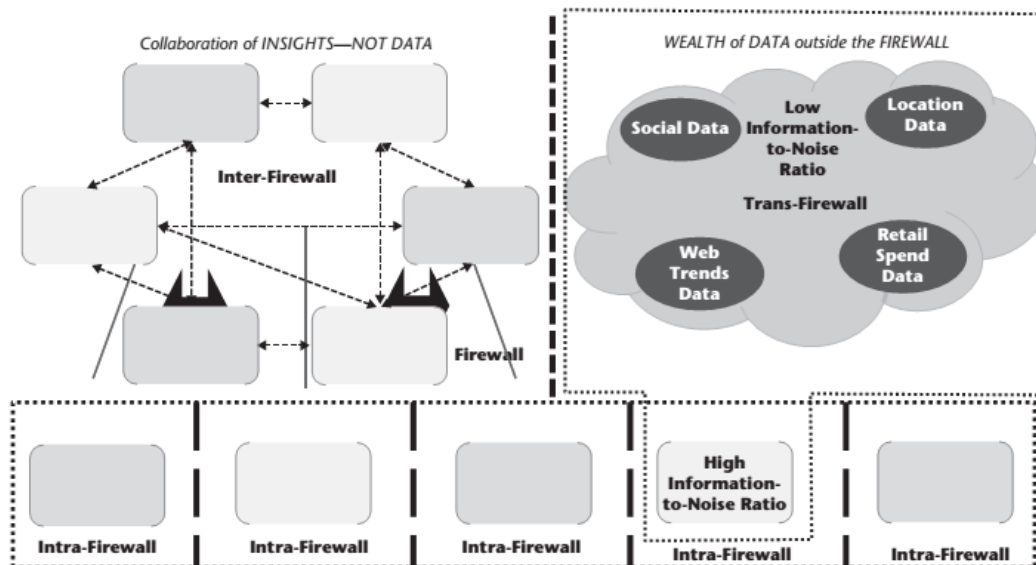 Collaboration of INSIGHTS—NOT DATA
Inter-Firewall
Firewall
WEALTH of DATA outside the FIREWALL
Social Data
Low
Information-
to-Noise
Ratio
Location
Data
Trans-Firewall
Web
Trends
Data
Retail
Spend
Data
Intra-Firewall
Intra-Firewall
Intra-Firewall
High
Information-
to-Noise Ratio
Intra-Firewall
Intra-Firewall